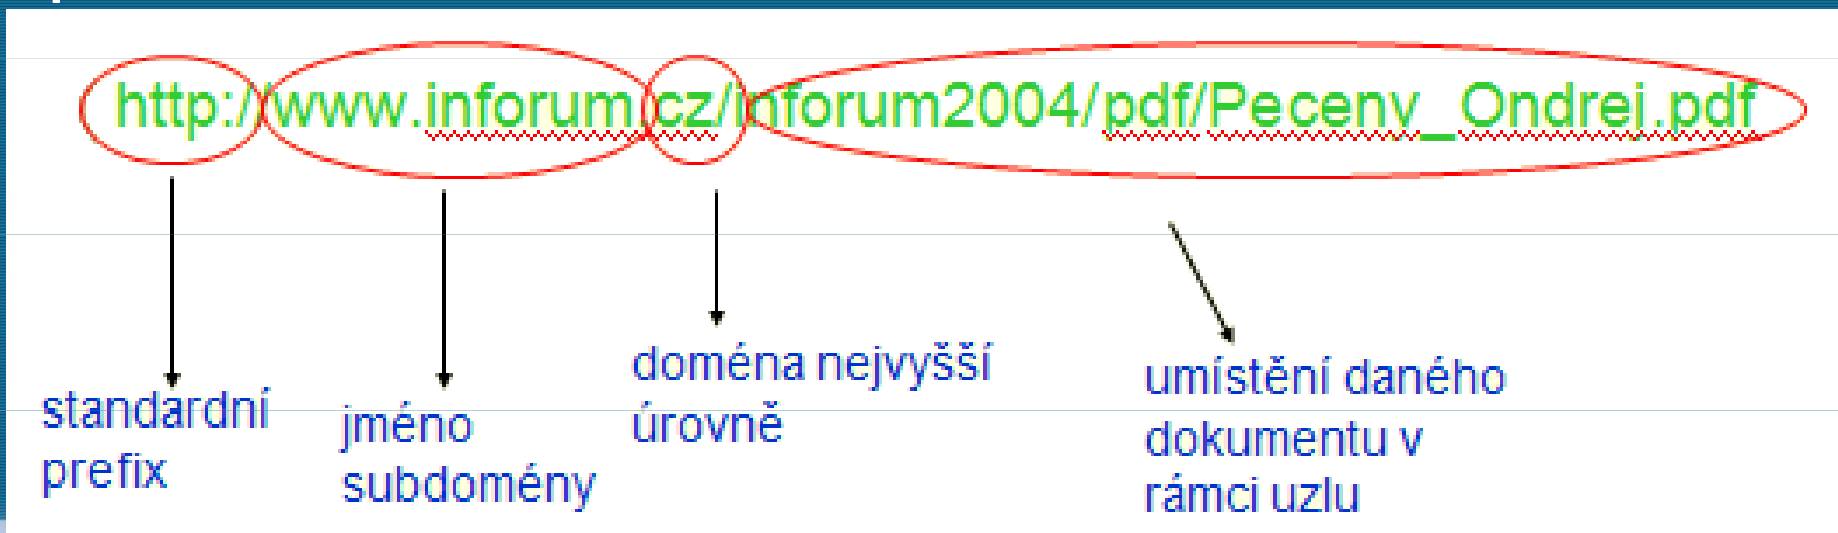 http://www.inforum.cz/inforum2004/pdf/Peceny_Ondrej.pdf
standardní
prefix
jméno
subdomény
doména nejvyšší
úrovně
umístění daného
dokumentu v
rámci uzlu